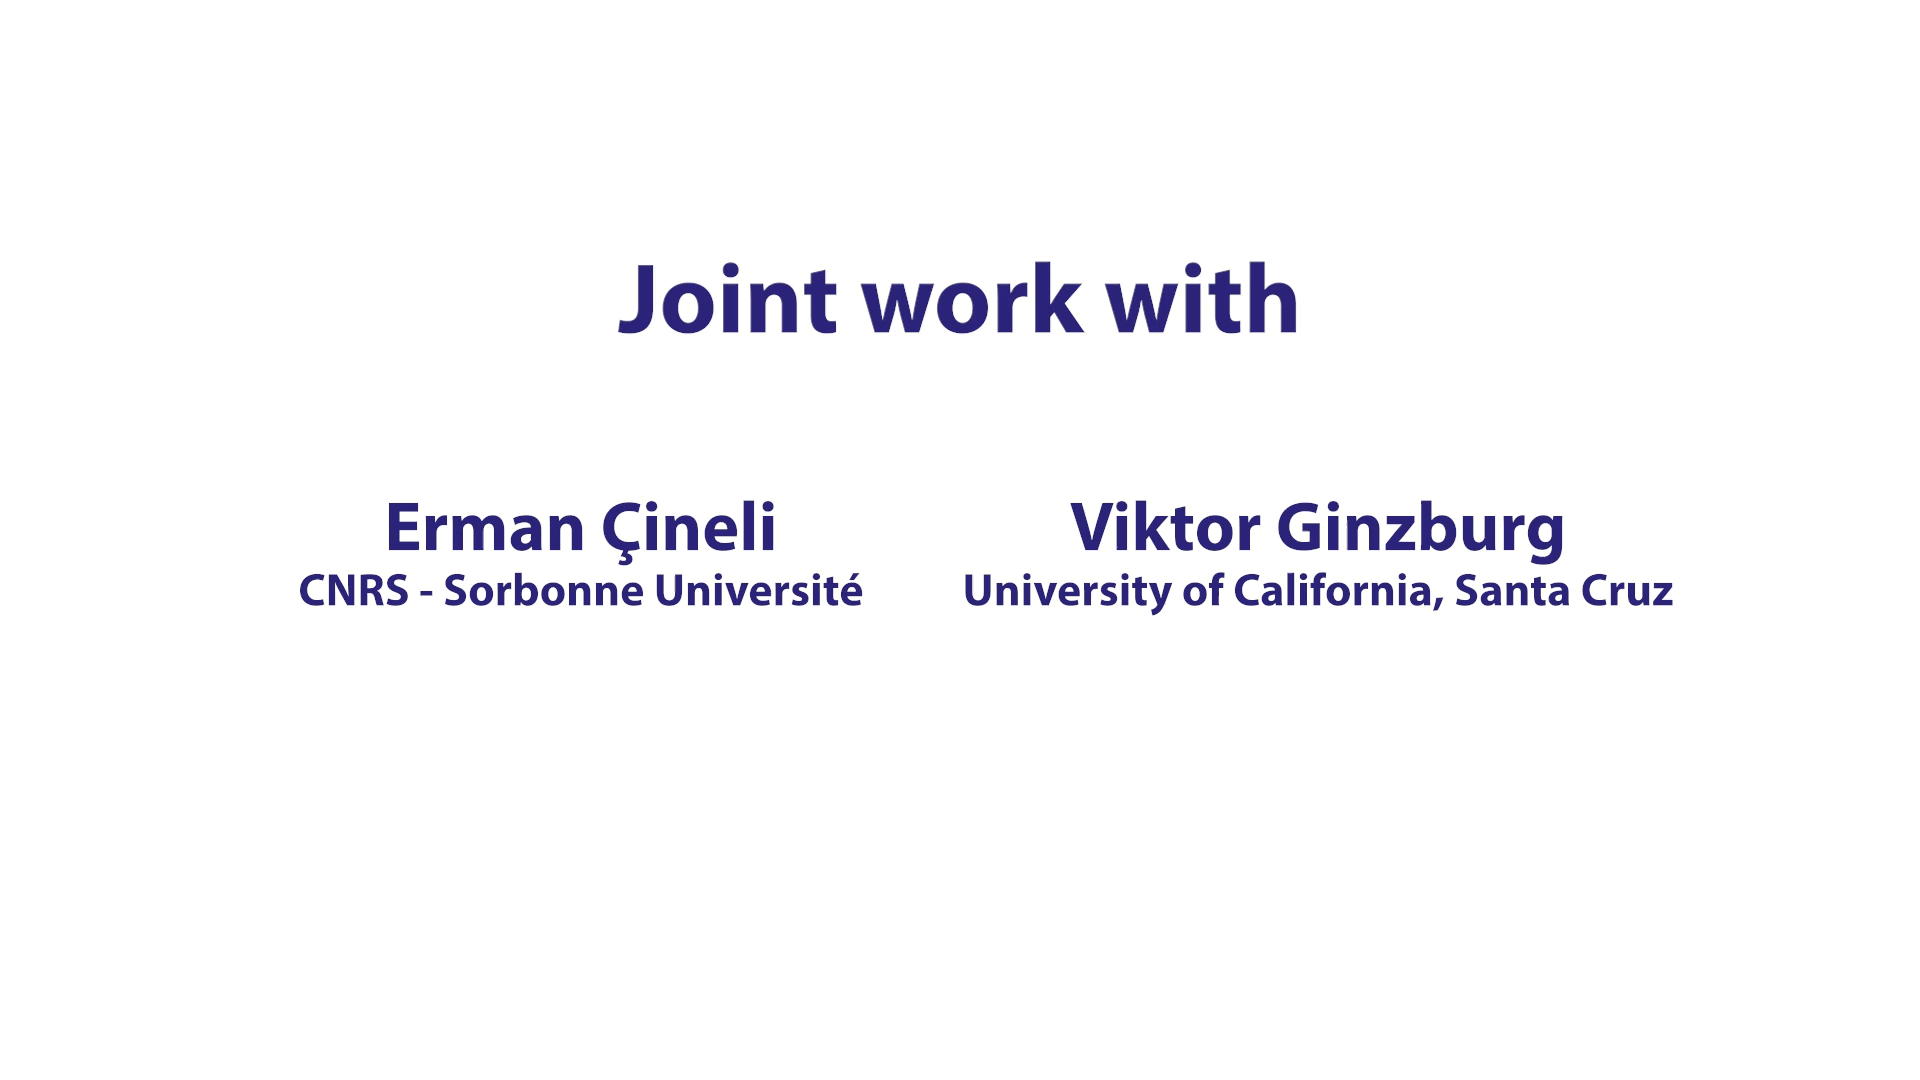 Joint work with
Erman Çineli
CNRS - Sorbonne Université
Viktor Ginzburg
University of California, Santa Cruz